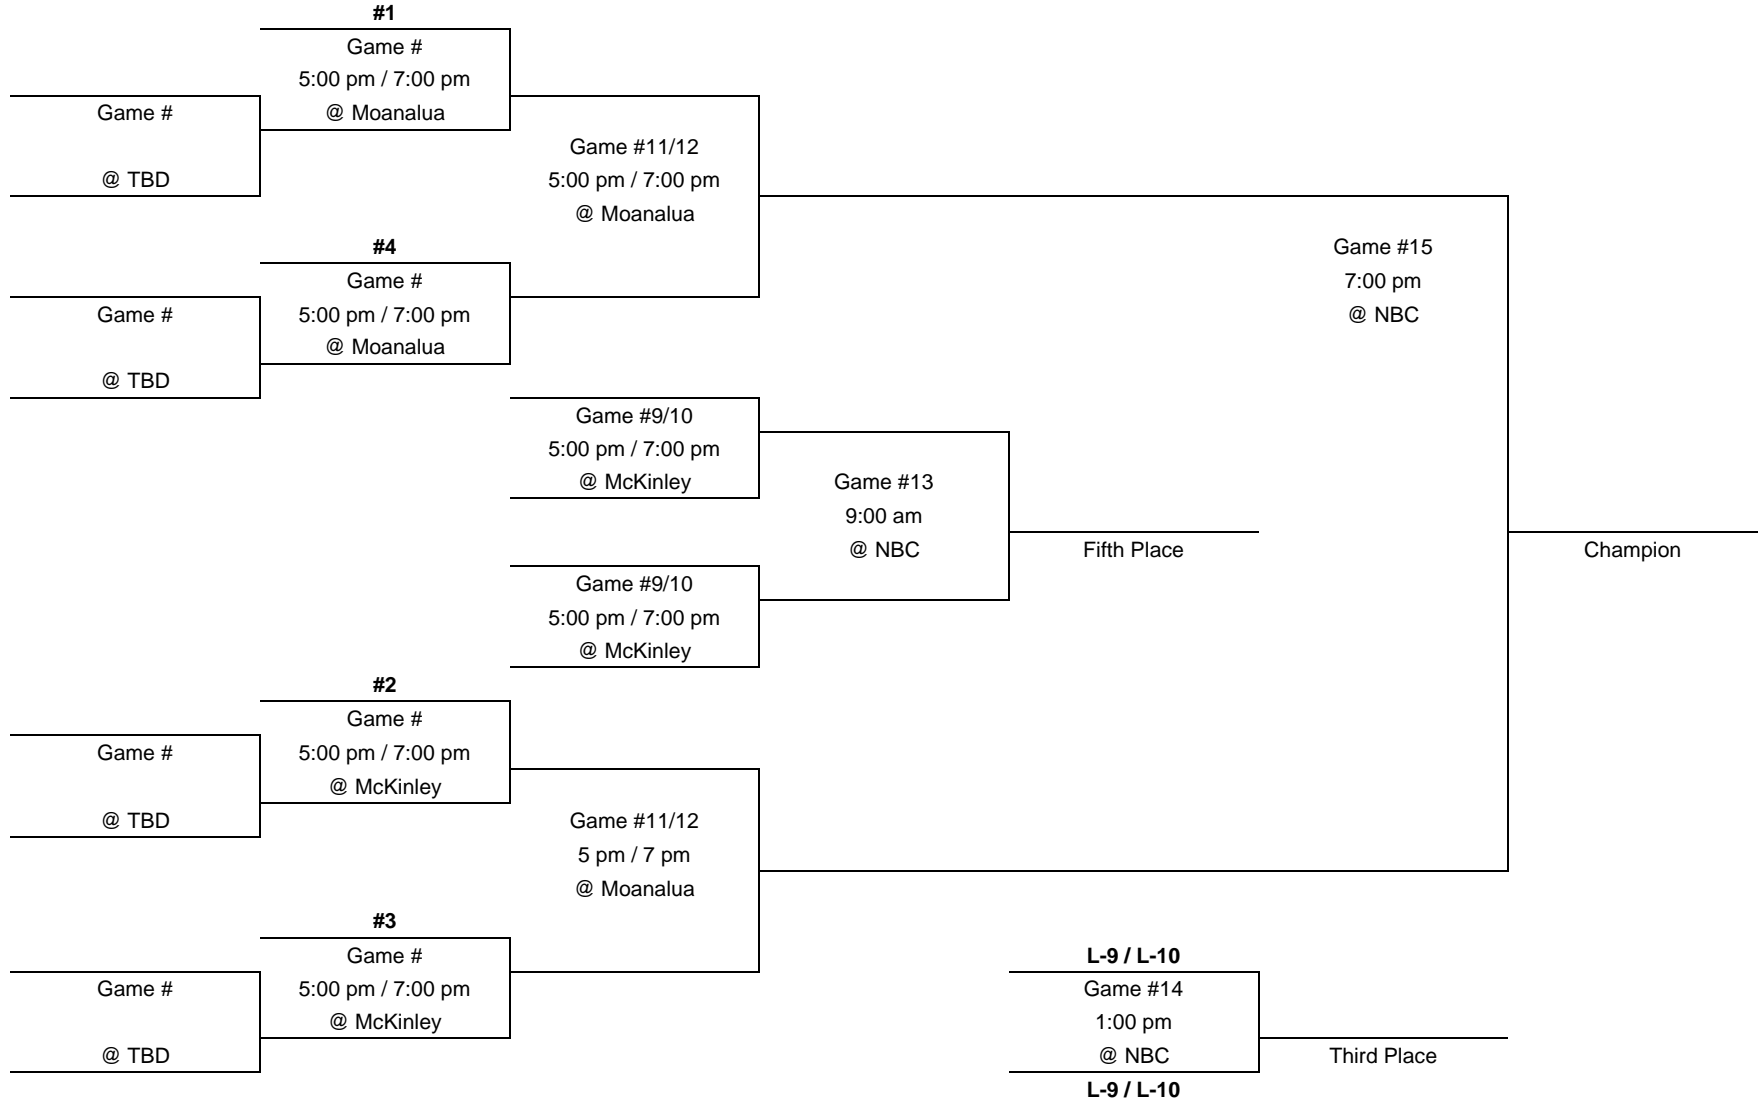 #1
Game #
5:00 pm / 7:00 pm
@ Moanalua
Game #
@ TBD
Game #11/12
5:00 pm / 7:00 pm
@ Moanalua
#4
Game #
5:00 pm / 7:00 pm
@ Moanalua
Game #
@ TBD
Game #15
7:00 pm
@ NBC
Game #9/10
5:00 pm / 7:00 pm
@ McKinley
Game #13
9:00 am
@ NBC
Fifth Place
Champion
Game #9/10
5:00 pm / 7:00 pm
@ McKinley
#2
Game #
5:00 pm / 7:00 pm
@ McKinley
Game #
@ TBD
Game #11/12
5 pm / 7 pm
@ Moanalua
#3
Game #
5:00 pm / 7:00 pm
@ McKinley
Game #
@ TBD
L-9 / L-10
Game #14
1:00 pm
@ NBC
Third Place
L-9 / L-10